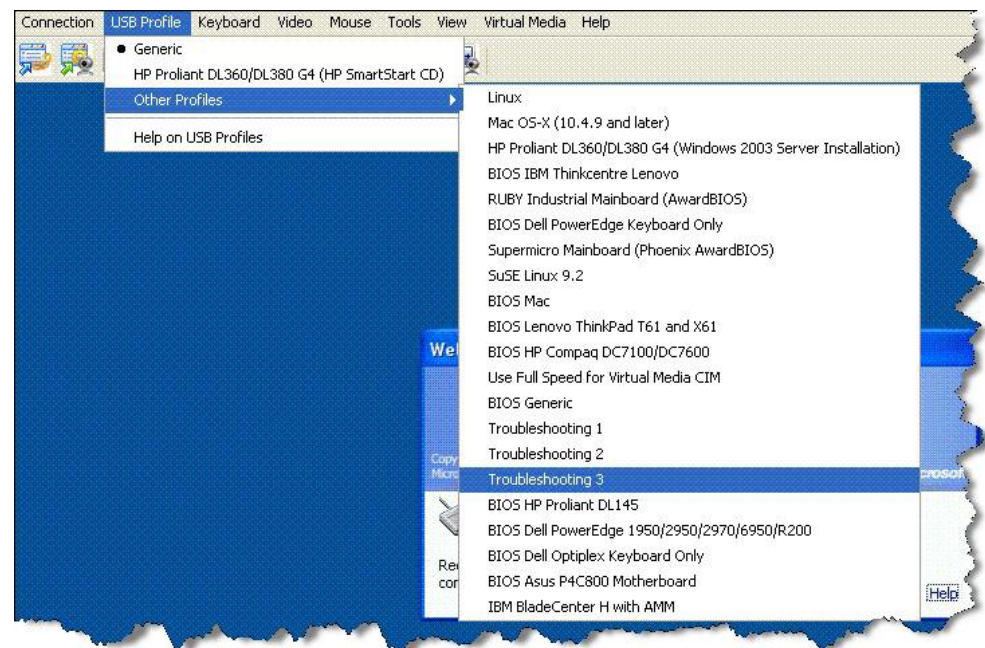 Connection USB Profile Keyboard Video Mouse Tools View Virtual Media Help
Generic
HP Proliant DL360/DL380 G4 (HP SmartStart CD)
Other Profiles
Help on USB Profiles
Linux
Mac OS-X (10.4.9 and later)
HP Proliant DL360/DL380 G4 (Windows 2003 Server Installation)
BIOS IBM Thinkcentre Lenovo
RUBY Industrial Mainboard (AwardBIOS)
BIOS Dell PowerEdge Keyboard Only
Supermicro Mainboard (Phoenix AwardBIOS)
SuSE Linux 9.2
BIOS Mac
BIOS Lenovo ThinkPad T61 and X61
BIOS HP Compaq DC7100/DC7600
Use Full Speed for Virtual Media CIM
BIOS Generic
Troubleshooting 1
Troubleshooting 2
Troubleshooting 3
BIOS HP Proliant DL145
BIOS Dell PowerEdge 1950/2950/2970/6950/R200
BIOS Dell Optiplex Keyboard Only
BIOS Asus P4C800 Motherboard
IBM BladeCenter H with AMM
Wel
Copy
Micro
crosof
Re
cor
Help